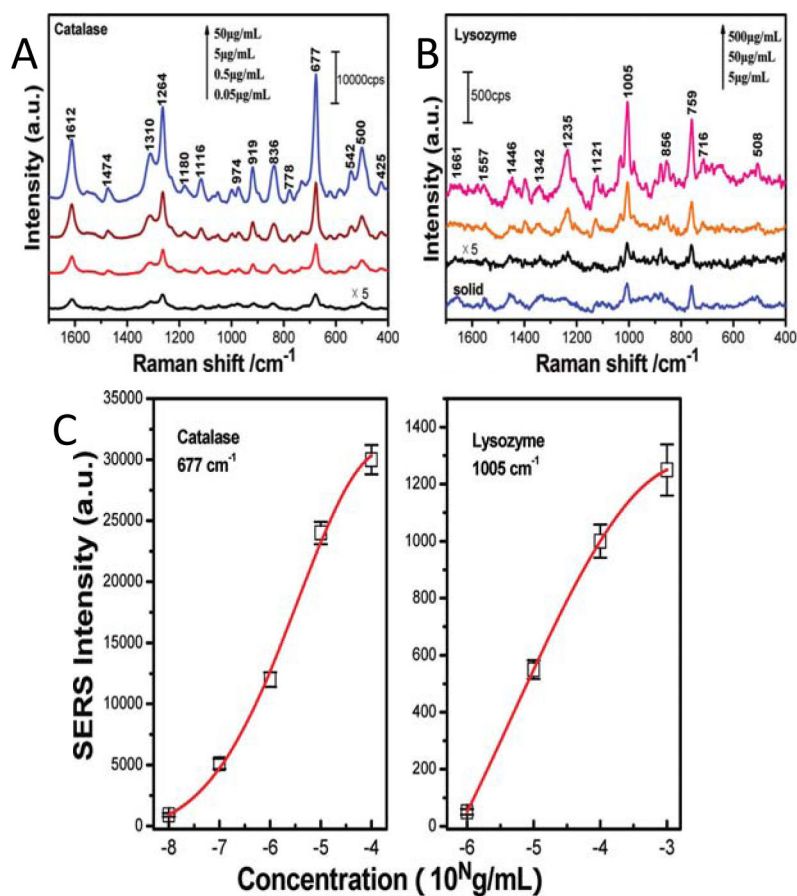 A
Catalase
50µg/mL
5µg/mL
0.5µg/mL
0.05µg/mL
10000cps
1612
1474
1310
1264
1180
1116
974
919
836
778
677
542
500
425
x 5
Intensity (a.u.)
1600 1400 1200 1000 800 600 400
Raman shift /cm⁻¹
B
Lysozyme
500µg/mL
50µg/mL
5µg/mL
500cps
1661
1557
1446
1342
1235
1121
1005
856
759
716
508
x 5
solid
Intensity (a.u.)
1600 1400 1200 1000 800 600 400
Raman shift /cm⁻¹
C
Catalase
677 cm⁻¹
35000
30000
25000
20000
15000
10000
5000
0
-8 -7 -6 -5 -4
Lysozyme
1005 cm⁻¹
1400
1200
1000
800
600
400
200
0
-6 -5 -4 -3
SERS Intensity (a.u.)
Concentration ( 10ᴺg/mL)